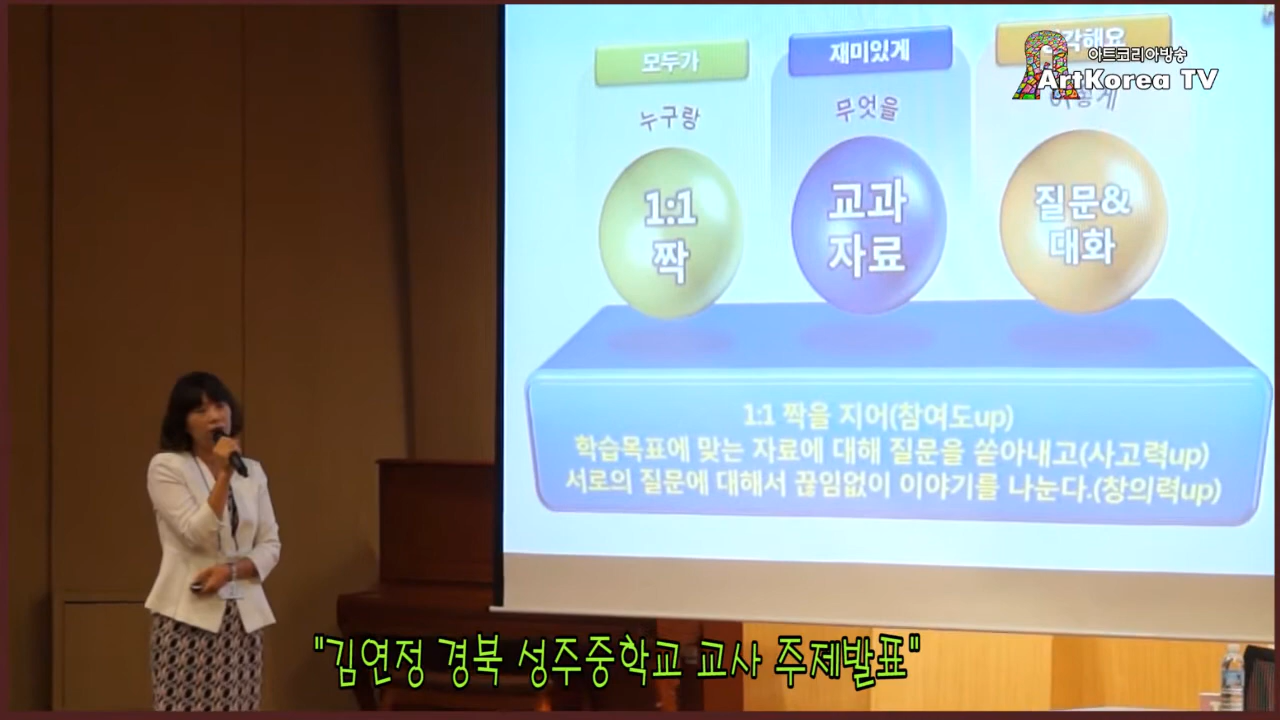 모두가
재미있게
아트코리아방송
ArtKorea TV
누구랑
무엇을
1:1
짝
교과
자료
질문&
대화
1:1 짝을 지어(참여도up)
학습목표에 맞는 자료에 대해 질문을 쏟아내고(사고력up)
서로의 질문에 대해서 끊임없이 이야기를 나눈다.(창의력up)
"김연정 경북 성주중학교 교사 주제발표"